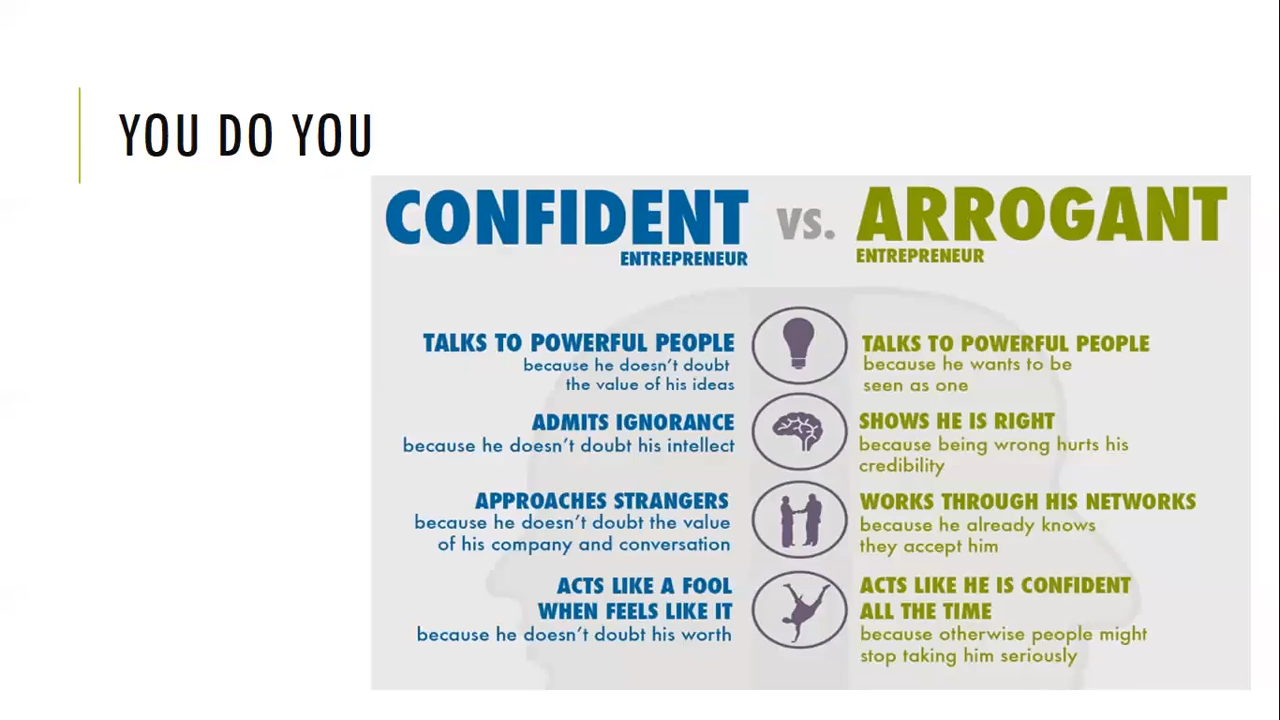 YOU DO YOU
CONFIDENT vs. ARROGANT
ENTREPRENEUR
ENTREPRENEUR
TALKS TO POWERFUL PEOPLE
because he doesn't doubt
the value of his ideas
TALKS TO POWERFUL PEOPLE
because he wants to be
seen as one
ADMITS IGNORANCE
because he doesn't doubt his intellect
SHOWS HE IS RIGHT
because being wrong hurts his
credibility
APPROACHES STRANGERS
because he doesn't doubt the value
of his company and conversation
WORKS THROUGH HIS NETWORKS
because he already knows
they accept him
ACTS LIKE A FOOL
WHEN FEELS LIKE IT
because he doesn't doubt his worth
ACTS LIKE HE IS CONFIDENT
ALL THE TIME
because otherwise people might
stop taking him seriously